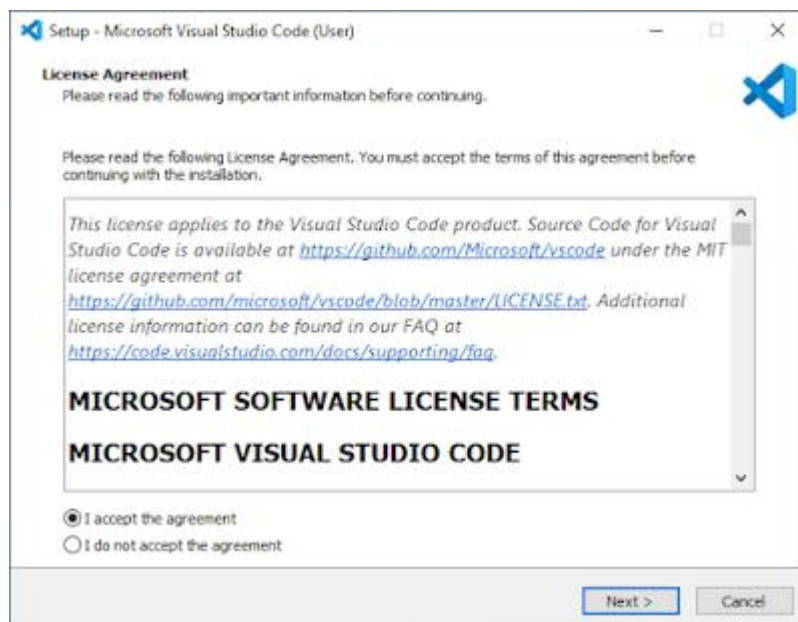 Setup - Microsoft Visual Studio Code (User)
License Agreement
Please read the following important information before continuing.
Please read the following License Agreement. You must accept the terms of this agreement before
continuing with the installation.
This license applies to the Visual Studio Code product. Source Code for Visual
Studio Code is available at https://github.com/Microsoft/vscode under the MIT
license agreement at
https://github.com/microsoft/vscode/blob/master/LICENSE.txt. Additional
license information can be found in our FAQ at
https://code.visualstudio.com/docs/supporting/faq.
MICROSOFT SOFTWARE LICENSE TERMS
MICROSOFT VISUAL STUDIO CODE
I accept the agreement
I do not accept the agreement
Next >
Cancel